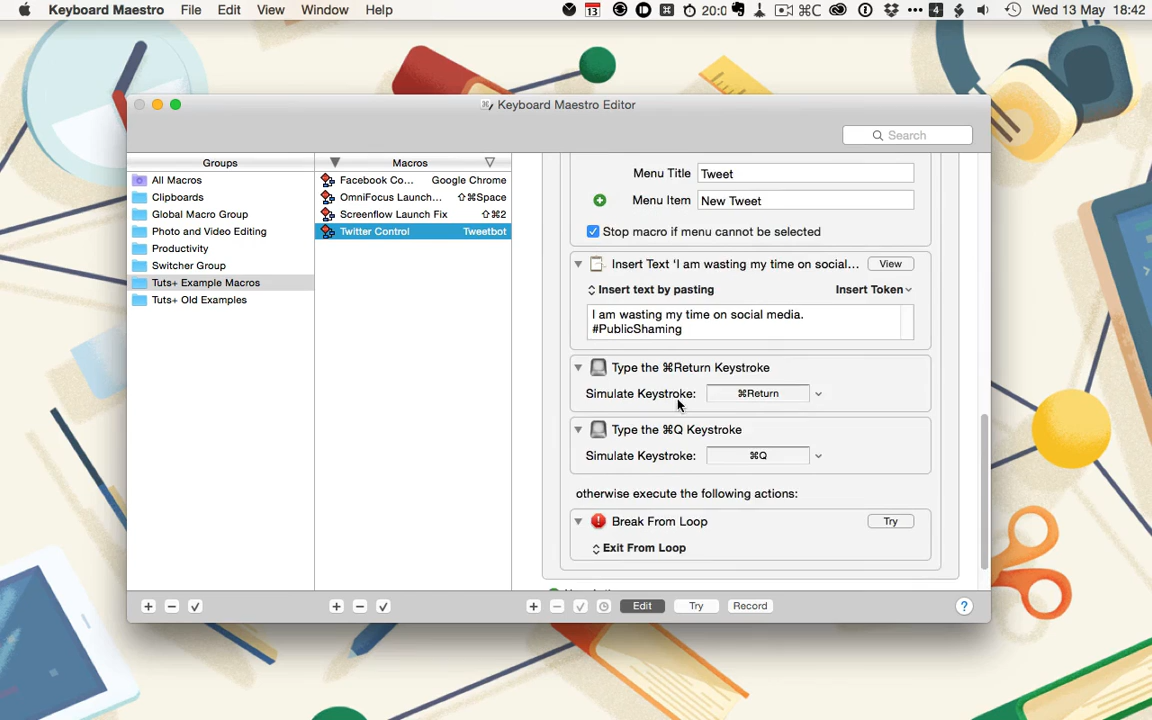 Keyboard Maestro File Edit View Window Help 13 20:0 ⌘C 4 Wed 13 May 18:42
Keyboard Maestro Editor
Search
Groups
All Macros
Clipboards
Global Macro Group
Photo and Video Editing
Productivity
Switcher Group
Tuts+ Example Macros
Tuts+ Old Examples
Macros
Facebook Co... Google Chrome
OmniFocus Launch... ⇧⌘Space
Screenflow Launch Fix ⇧⌘2
Twitter Control Tweetbot
Menu Title Tweet
Menu Item New Tweet
Stop macro if menu cannot be selected
Insert Text 'I am wasting my time on social... View
Insert text by pasting Insert Token
I am wasting my time on social media.
#PublicShaming
Type the ⌘Return Keystroke
Simulate Keystroke: ⌘Return
Type the ⌘Q Keystroke
Simulate Keystroke: ⌘Q
otherwise execute the following actions:
Break From Loop Try
Exit From Loop
Edit Try Record ?